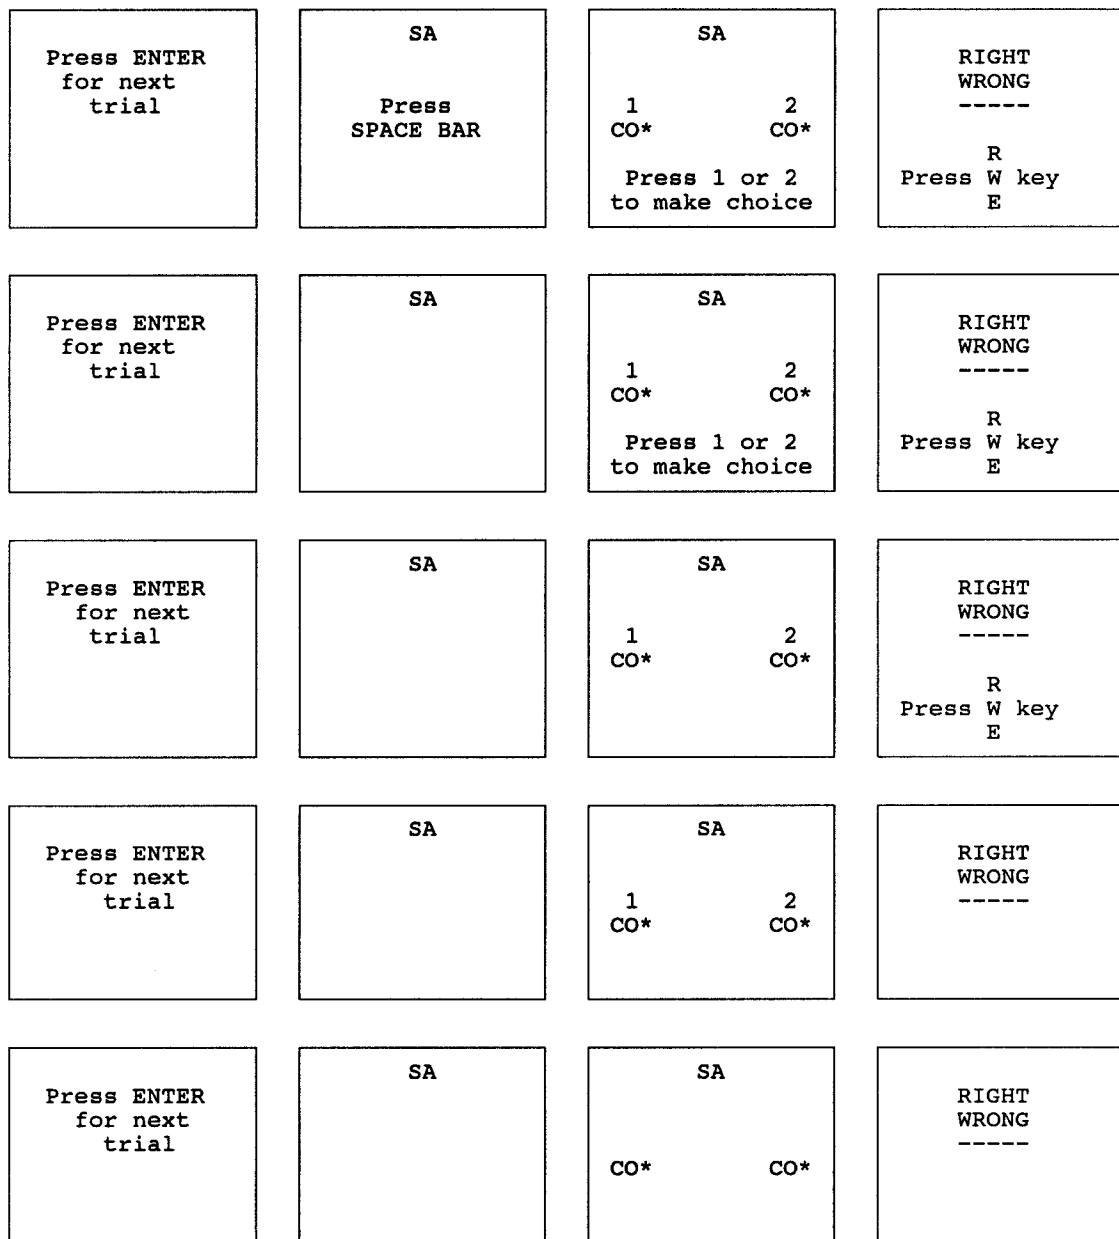 Press ENTER
for next
trial
SA
Press
SPACE BAR
SA
1 2
CO* CO*
Press 1 or 2
to make choice
RIGHT
WRONG
-----
R
Press W key
E
Press ENTER
for next
trial
SA
SA
1 2
CO* CO*
Press 1 or 2
to make choice
RIGHT
WRONG
-----
R
Press W key
E
Press ENTER
for next
trial
SA
SA
1 2
CO* CO*
RIGHT
WRONG
-----
R
Press W key
E
Press ENTER
for next
trial
SA
SA
1 2
CO* CO*
RIGHT
WRONG
-----
Press ENTER
for next
trial
SA
SA
CO* CO*
RIGHT
WRONG
-----